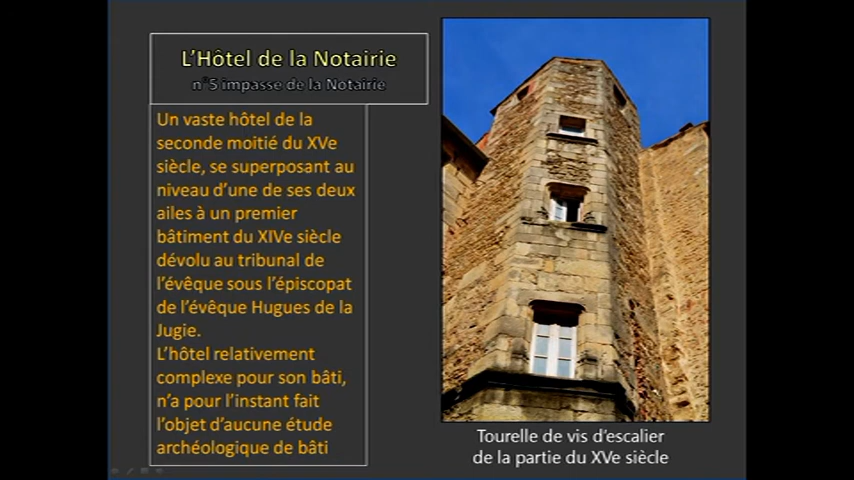 L'Hôtel de la Notairie
n°5 impasse de la Notairie
Un vaste hôtel de la
seconde moitié du XVe
siècle, se superposant au
niveau d'une de ses deux
ailes à un premier
bâtiment du XIVe siècle
dévolu au tribunal de
l'évêque sous l'épiscopat
de l'évêque Hugues de la
Jugie.
L'hôtel relativement
complexe pour son bâti,
n'a pour l'instant fait
l'objet d'aucune étude
archéologique de bâti
Tourelle de vis d'escalier
de la partie du XVe siècle